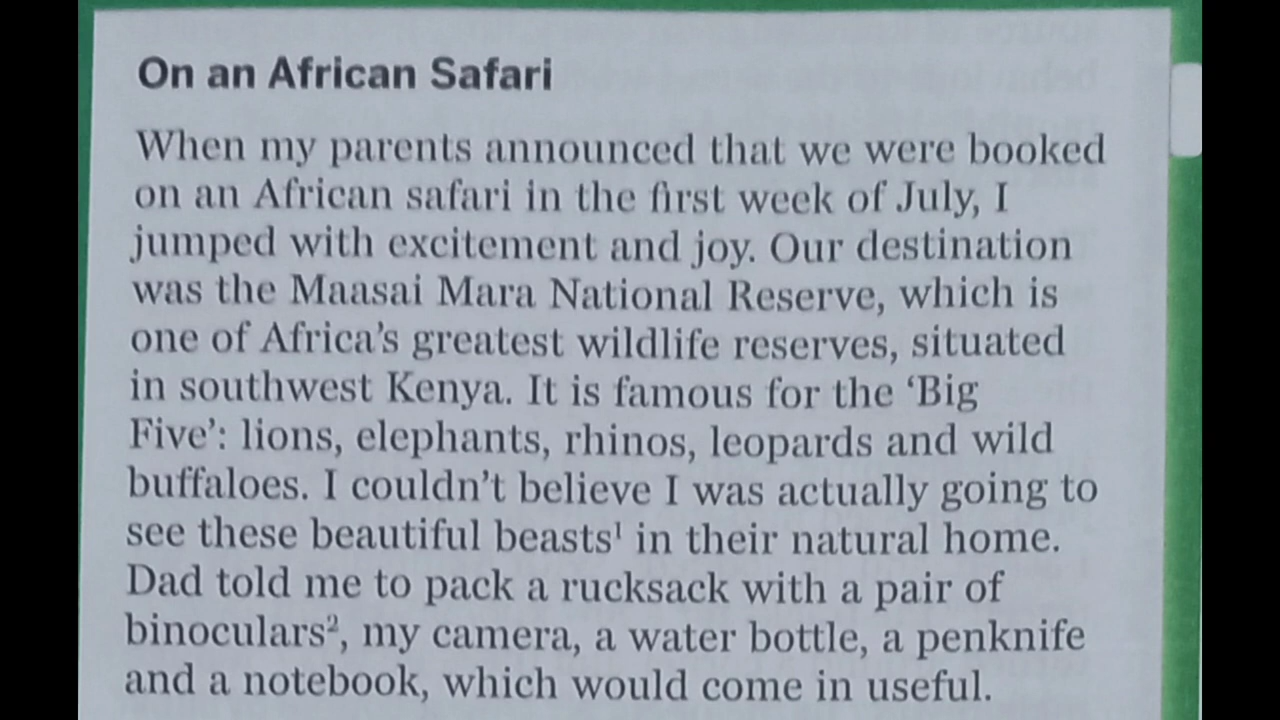 On an African Safari
When my parents announced that we were booked
on an African safari in the first week of July, I
jumped with excitement and joy. Our destination
was the Maasai Mara National Reserve, which is
one of Africa’s greatest wildlife reserves, situated
in southwest Kenya. It is famous for the ‘Big
Five’: lions, elephants, rhinos, leopards and wild
buffaloes. I couldn’t believe I was actually going to
see these beautiful beasts¹ in their natural home.
Dad told me to pack a rucksack with a pair of
binoculars², my camera, a water bottle, a penknife
and a notebook, which would come in useful.